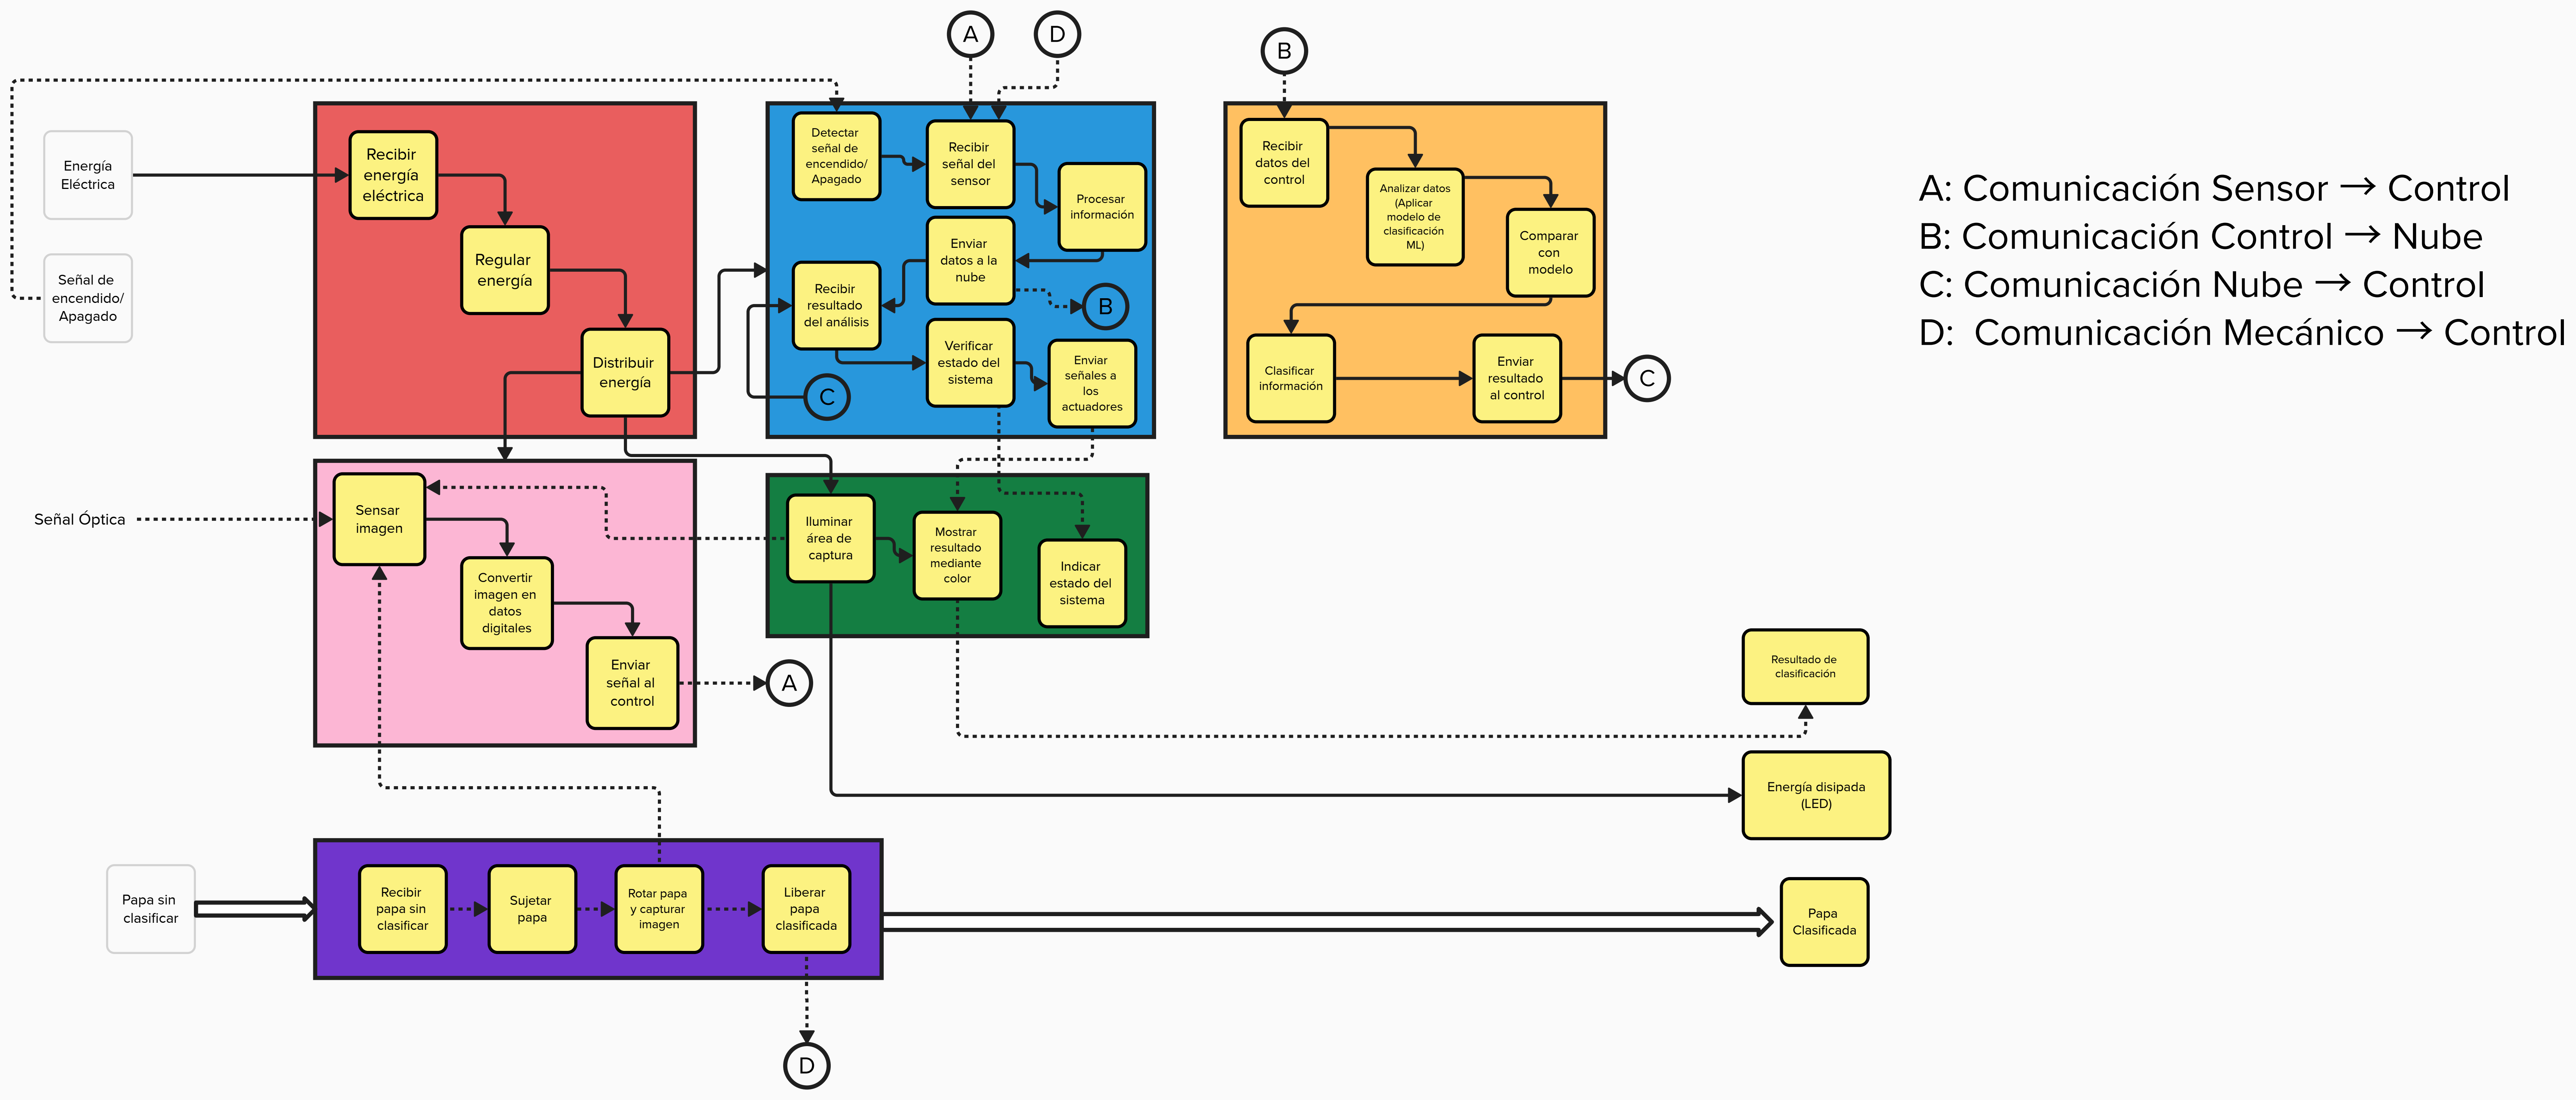 A
D
B
Energía
Eléctrica
Señal de
encendido/
Apagado
Recibir
energía
eléctrica
Regular
energía
Distribuir
energía
Detectar
señal de
encendido/
Apagado
Recibir
señal del
sensor
Procesar
información
Enviar
datos a la
nube
B
Recibir
resultado
del análisis
C
Verificar
estado del
sistema
Enviar
señales a
los
actuadores
Recibir
datos del
control
Analizar datos
(Aplicar
modelo de
clasificación
ML)
Comparar
con
modelo
Clasificar
información
Enviar
resultado
al control
C
A: Comunicación Sensor → Control
B: Comunicación Control → Nube
C: Comunicación Nube → Control
D: Comunicación Mecánico → Control
Señal Óptica
Sensar
imagen
Convertir
imagen en
datos
digitales
Enviar
señal al
control
A
Iluminar
área de
captura
Mostrar
resultado
mediante
color
Indicar
estado del
sistema
Resultado de
clasificación
Energía disipada
(LED)
Papa sin
clasificar
Recibir
papa sin
clasificar
Sujetar
papa
Rotar papa
y capturar
imagen
Liberar
papa
clasificada
Papa
Clasificada
D